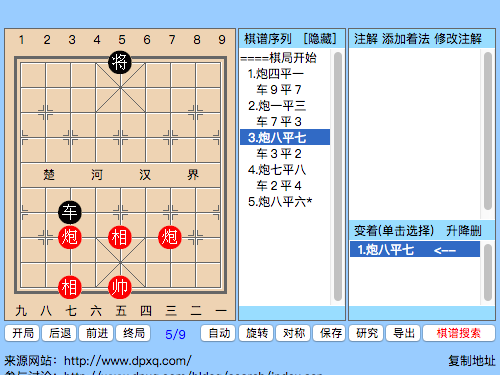 1 2 3 4 5 6 7 8 9
将
楚 河 汉 界
车
炮 相 炮
相 帅
九 八 七 六 五 四 三 二 一
棋谱序列 [隐藏]
====棋局开始
1.炮四平一
车９平７
2.炮一平三
车７平３
3.炮八平七
车３平２
4.炮七平八
车２平４
5.炮八平六*
注解 添加着法 修改注解
变着(单击选择) 升降删
1.炮八平七 <--
开局 后退 前进 终局 5/9 自动 旋转 对称 保存 研究 导出 棋谱搜索
来源网站: http://www.dpxq.com/ 复制地址